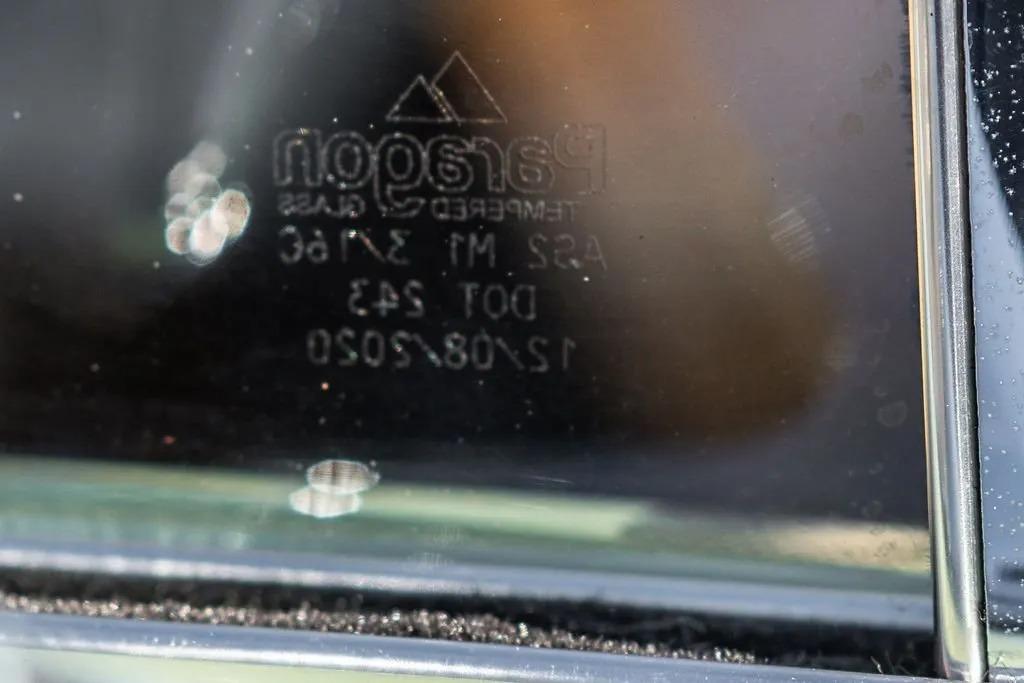 Paragon
TEMPERED GLASS
AS2 M1 3/16C
DOT 243
12/08/2020